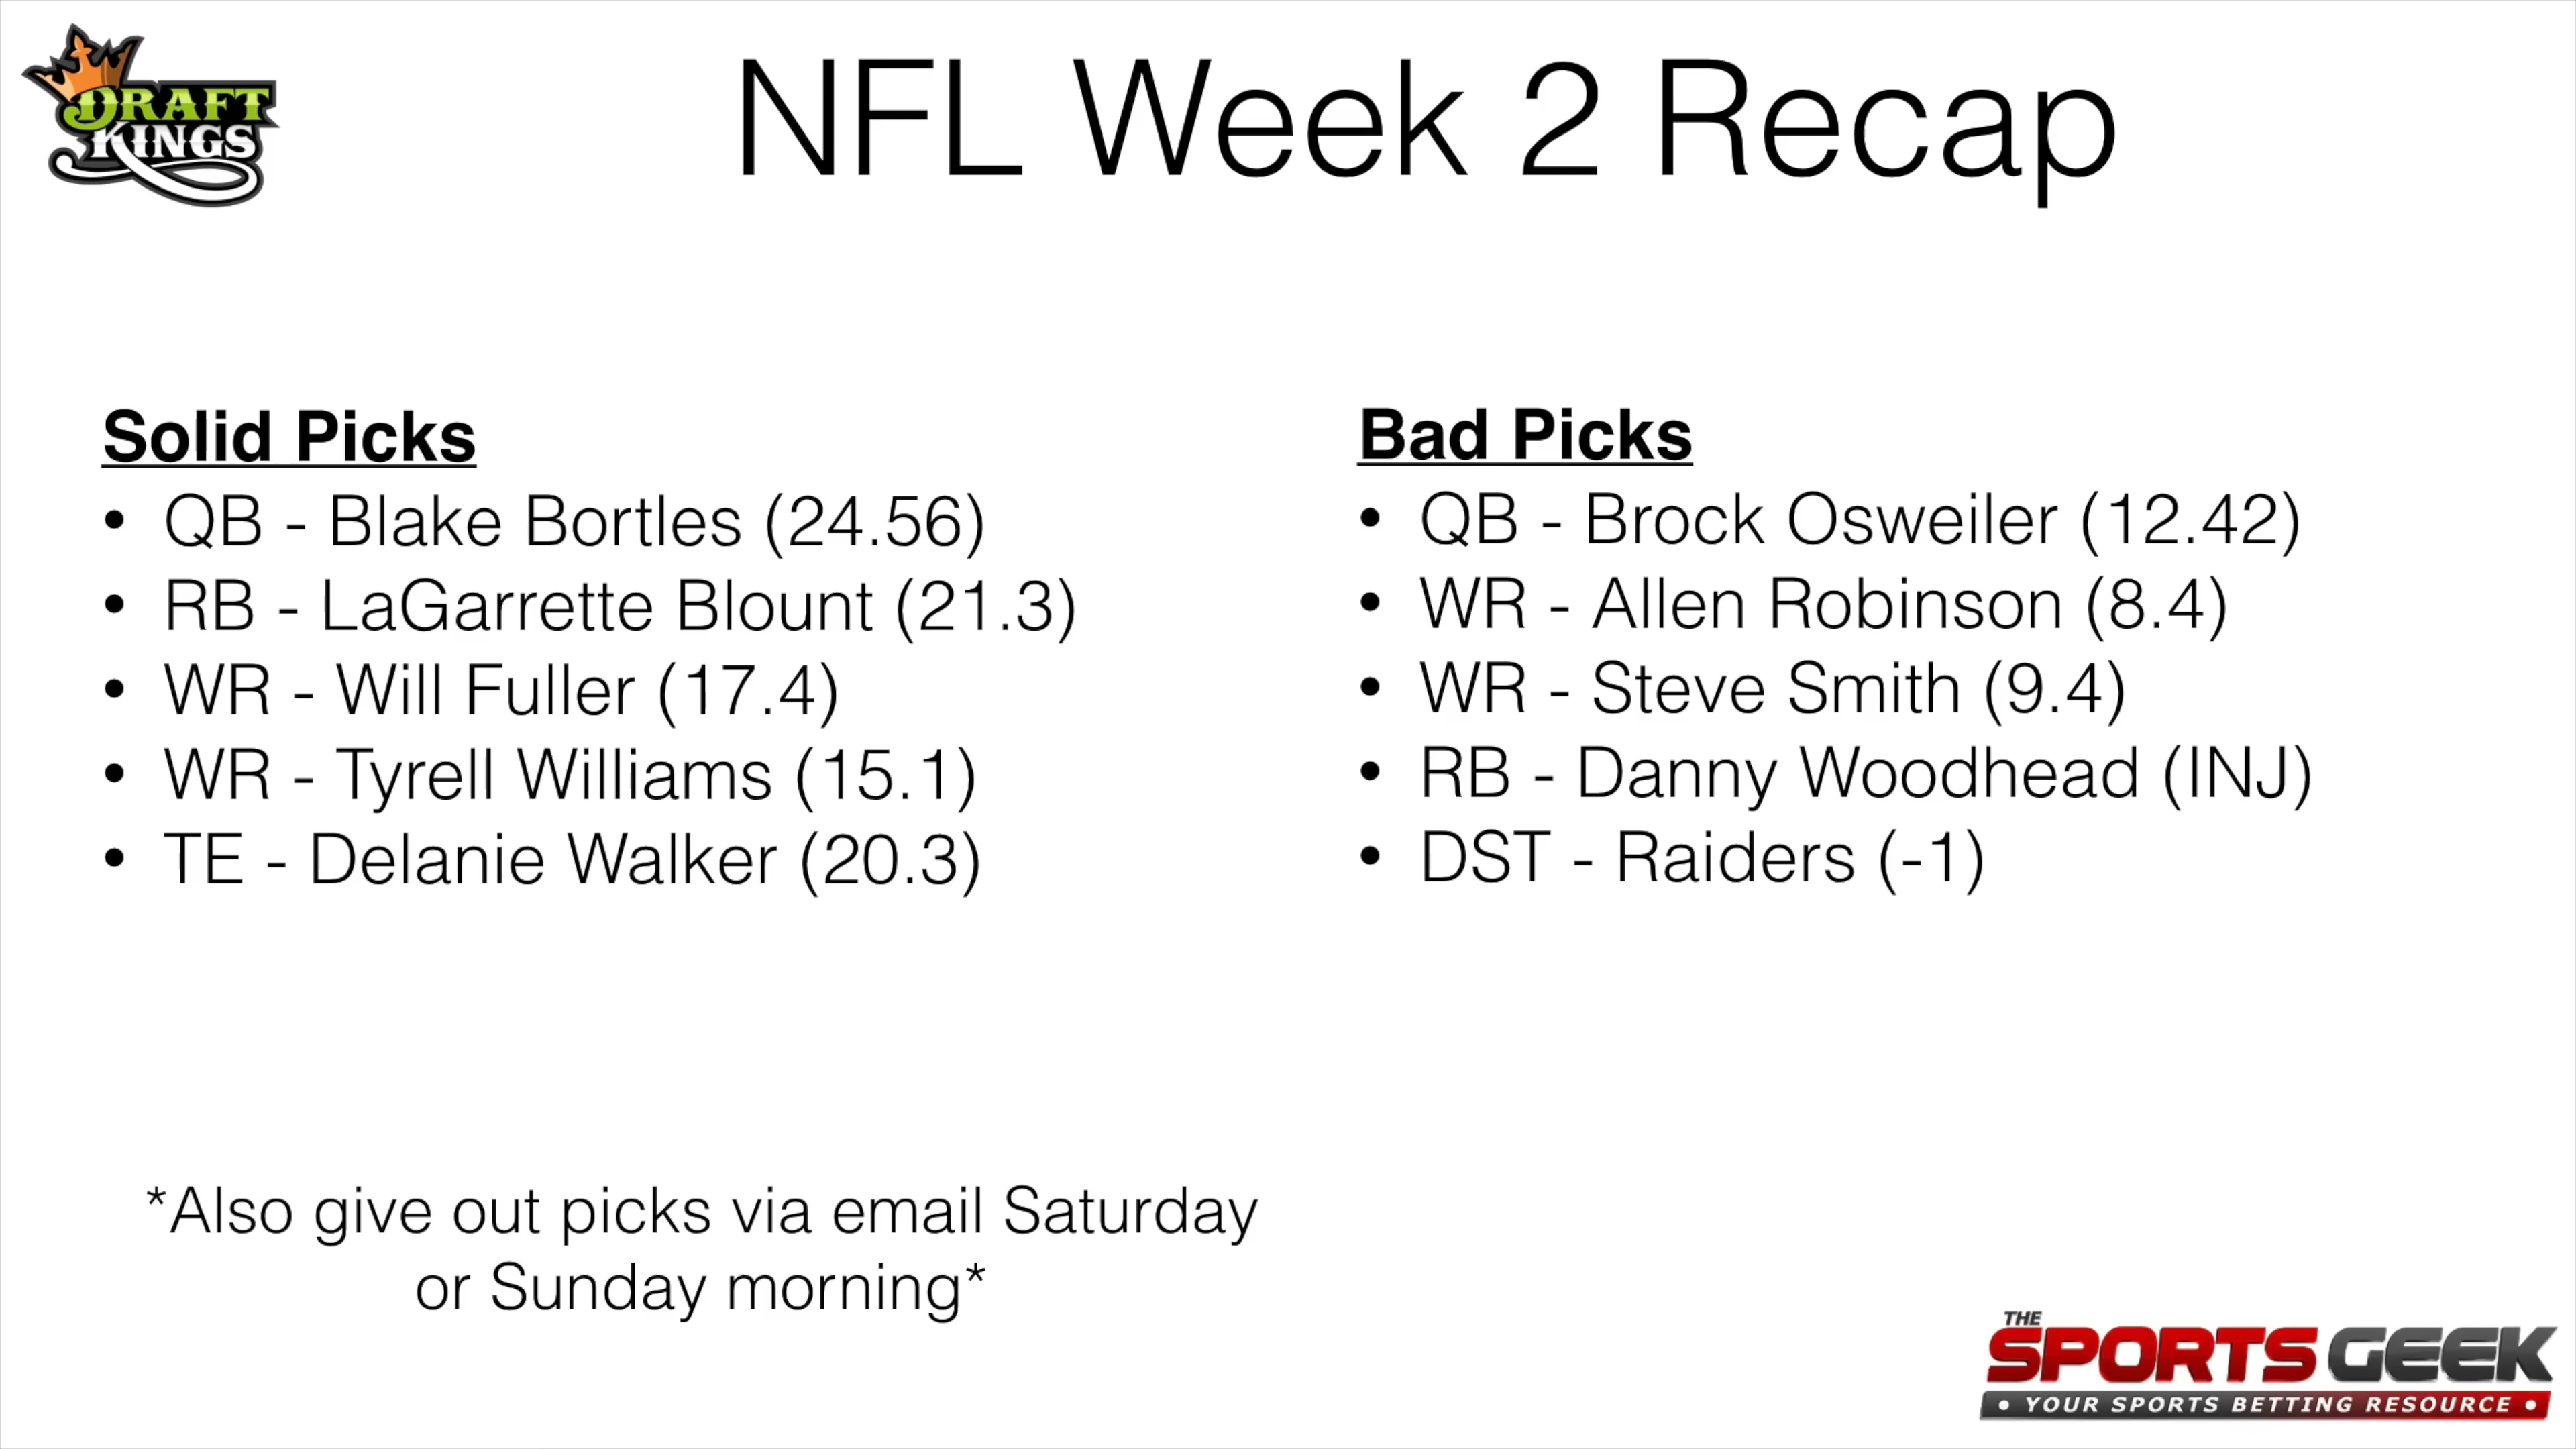 DRAFT
KINGS
NFL Week 2 Recap
Solid Picks
• QB - Blake Bortles (24.56)
• RB - LaGarrette Blount (21.3)
• WR - Will Fuller (17.4)
• WR - Tyrell Williams (15.1)
• TE - Delanie Walker (20.3)
Bad Picks
• QB - Brock Osweiler (12.42)
• WR - Allen Robinson (8.4)
• WR - Steve Smith (9.4)
• RB - Danny Woodhead (INJ)
• DST - Raiders (-1)
*Also give out picks via email Saturday
or Sunday morning*
THE
SPORTS GEEK
• YOUR SPORTS BETTING RESOURCE •